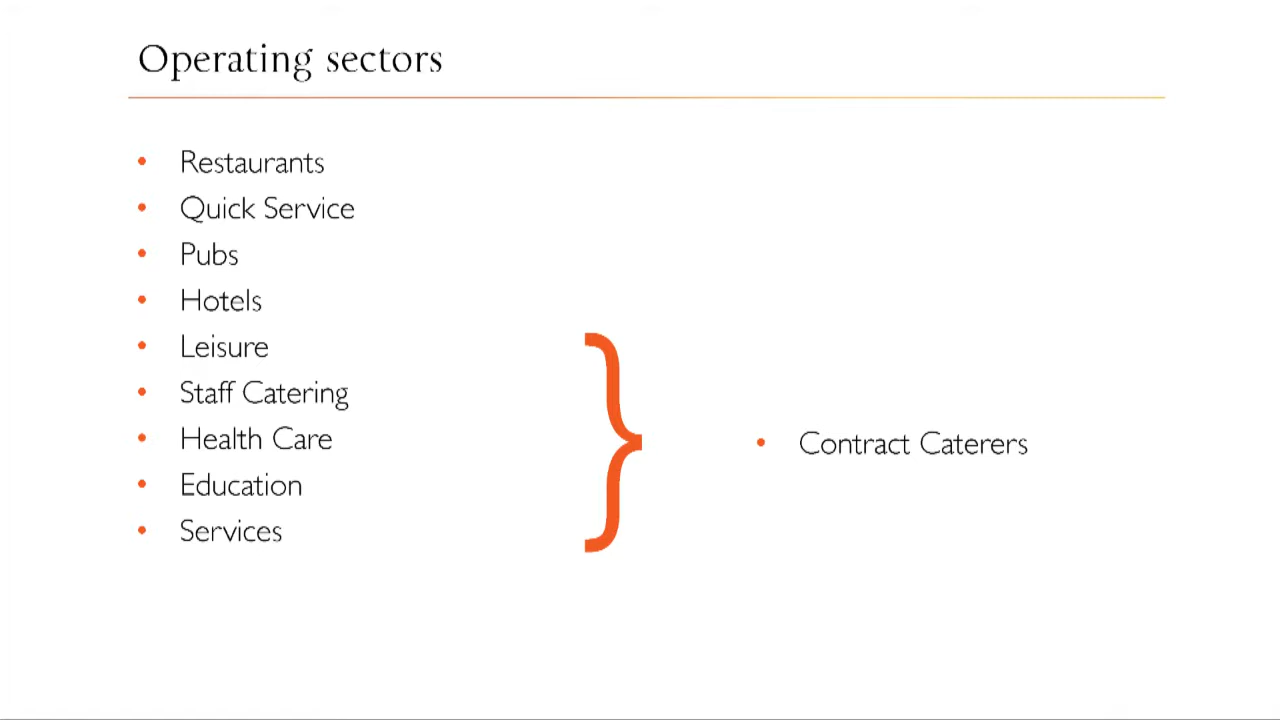 Operating sectors
• Restaurants
• Quick Service
• Pubs
• Hotels
• Leisure
• Staff Catering
• Health Care
• Education
• Services
• Contract Caterers